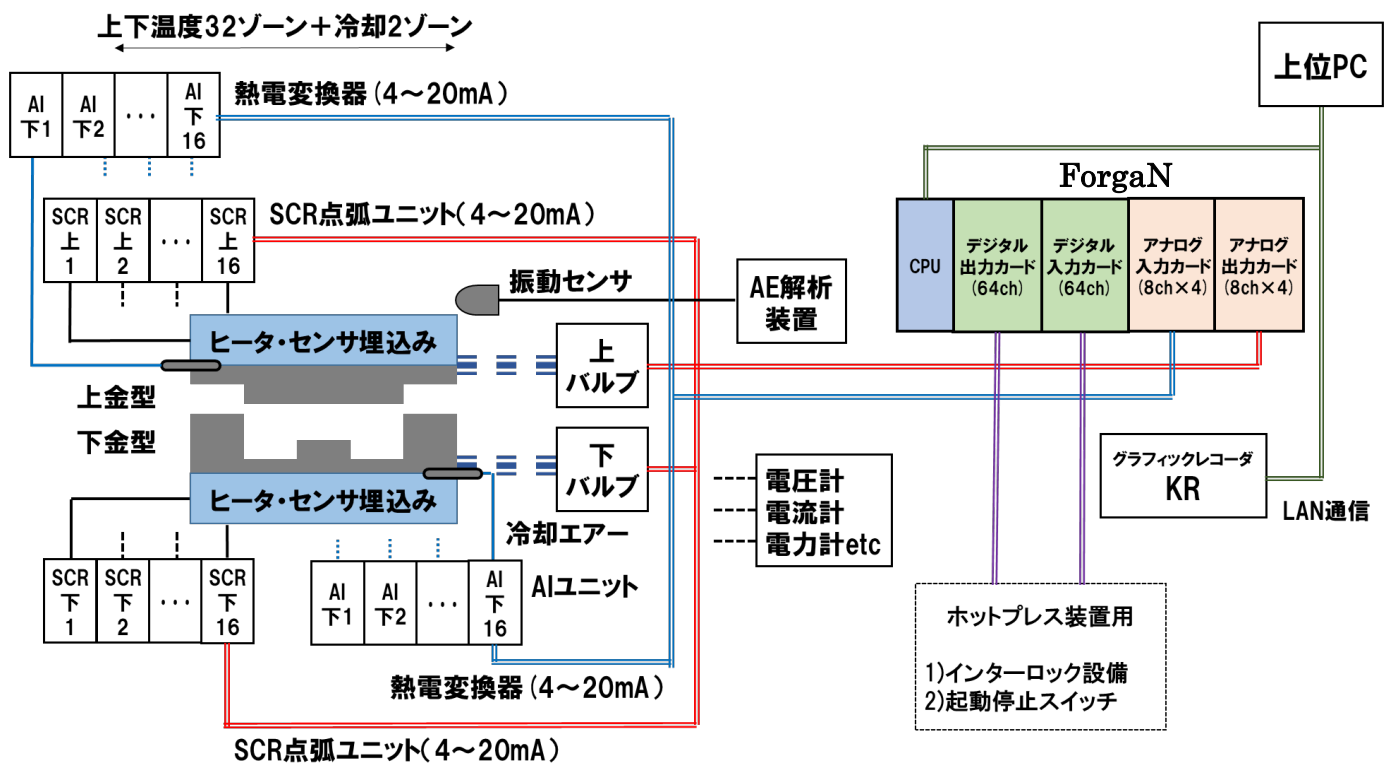 上下温度32ゾーン＋冷却2ゾーン
上位PC
AI
下1
AI
下2
・・・
AI
下
16
熱電変換器（4～20mA）
ForgaN
SCR
上
1
SCR
上
2
・・・
SCR
上
16
SCR点弧ユニット（4～20mA）
CPU
デジタル
出力カード
(64ch)
デジタル
入力カード
(64ch)
アナログ
入力カード
(8ch×4)
アナログ
出力カード
(8ch×4)
振動センサ
AE解析
装置
ヒータ・センサ埋込み
上
バルブ
上金型
下金型
下
バルブ
ヒータ・センサ埋込み
冷却エアー
電圧計
電流計
電力計etc
グラフィックレコーダ
KR
LAN通信
SCR
下
1
SCR
下
2
・・・
SCR
下
16
AI
下1
AI
下2
・・・
AI
下
16
AIユニット
熱電変換器（4～20mA）
SCR点弧ユニット（4～20mA）
ホットプレス装置用
1)インターロック設備
2)起動停止スイッチ